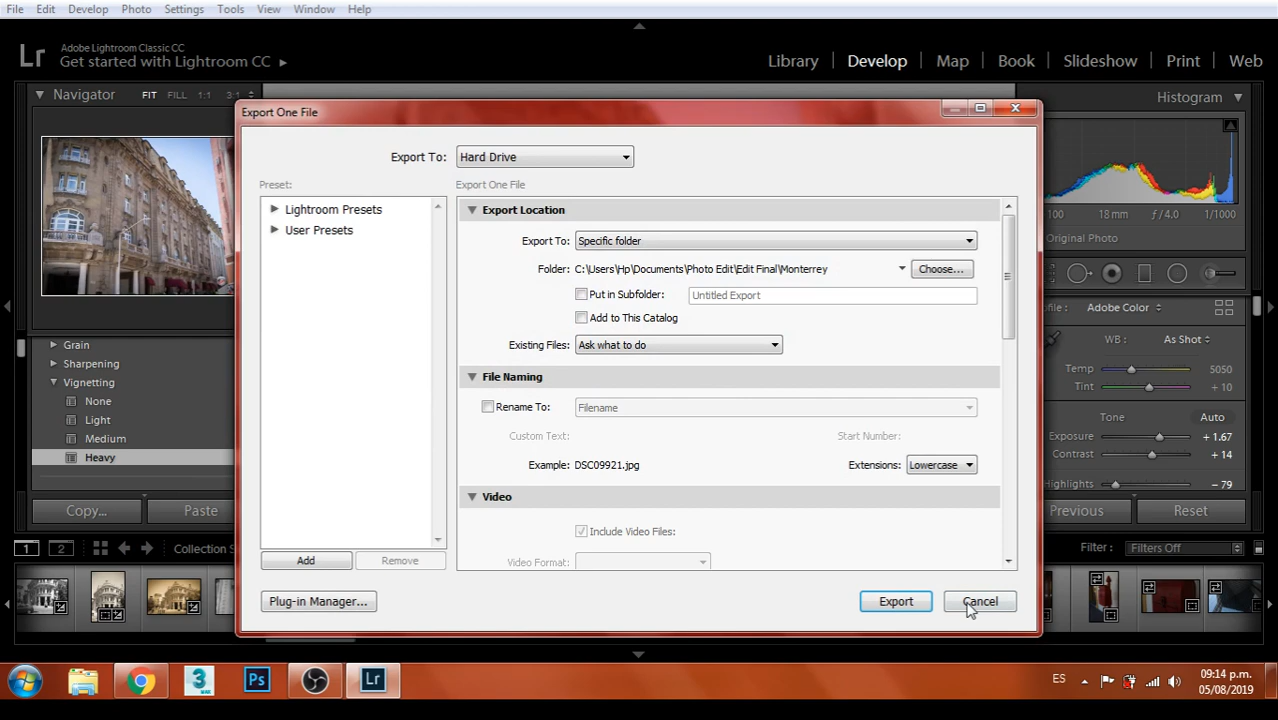 File Edit Develop Photo Settings Tools View Window Help
Lr Adobe Lightroom Classic CC
Get started with Lightroom CC
Library Develop Map Book Slideshow Print Web
Navigator FIT FILL 1:1 3:1
Histogram
Export One File
Export To: Hard Drive
Preset:
Lightroom Presets
User Presets
Add Remove
Export One File
Export Location
Export To: Specific folder
Folder: C:\Users\Hp\Documents\Photo Edit\Edit Final\Monterrey Choose...
Put in Subfolder: Untitled Export
Add to This Catalog
Existing Files: Ask what to do
File Naming
Rename To: Filename
Custom Text: Start Number:
Example: DSC09921.jpg Extensions: Lowercase
Video
Include Video Files:
Video Format:
Plug-in Manager... Export Cancel
Grain
Sharpening
Vignetting
None
Light
Medium
Heavy
Copy... Paste
100 18 mm ƒ / 4.0 1/1000
Original Photo
Adobe Color
WB: As Shot
Temp 5050
Tint + 10
Tone Auto
Exposure + 1.67
Contrast + 14
Highlights − 79
Previous Reset
1 2 Collection Filter : Filters Off
Ps Lr
ES 09:14 p.m.
05/08/2019